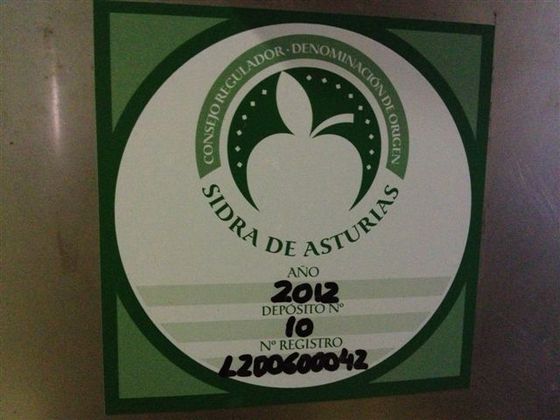 CONSEJO REGULADOR · DENOMINACIÓN DE ORIGEN
SIDRA DE ASTURIAS
AÑO
2012
DEPÓSITO Nº
10
Nº REGISTRO
L200600042